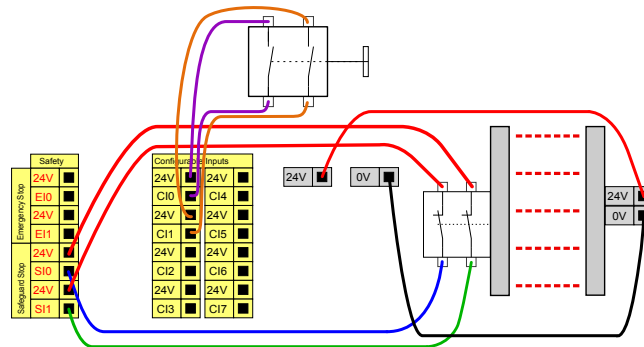 Safety
Emergency Stop
24V
EI0
24V
EI1
Safeguard Stop
24V
SI0
24V
SI1
Configurable Inputs
24V 24V
CI0 CI4
24V 24V
CI1 CI5
24V 24V
CI2 CI6
24V 24V
CI3 CI7
24V
0V
24V
0V